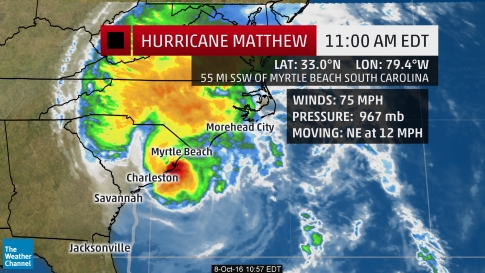 HURRICANE MATTHEW 11:00 AM EDT
LAT: 33.0°N LON: 79.4°W
55 MI SSW OF MYRTLE BEACH SOUTH CAROLINA
WINDS: 75 MPH
PRESSURE: 967 mb
MOVING: NE at 12 MPH
Morehead City
Myrtle Beach
Charleston
Savannah
Jacksonville
The
Weather
Channel
8-Oct-16 10:57 EDT